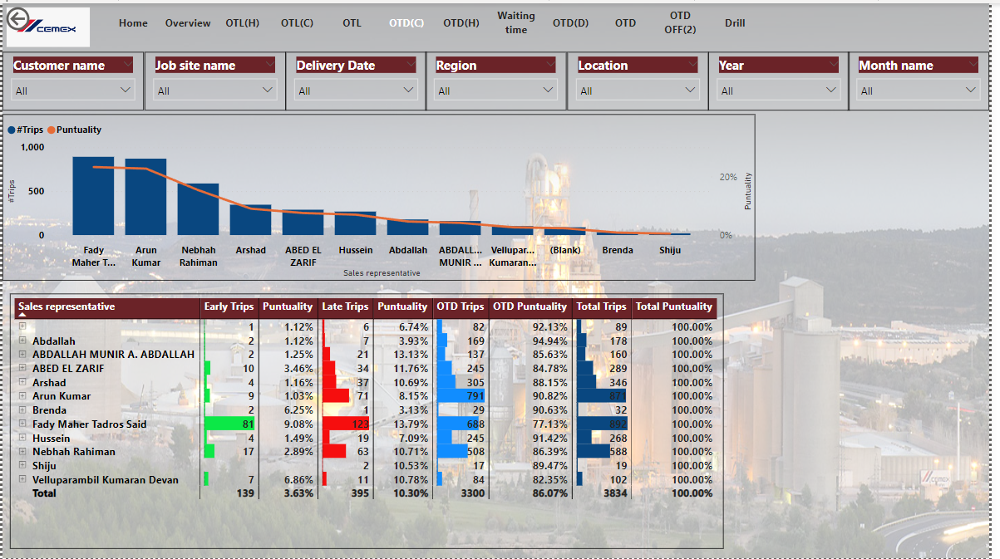 CEMEX
Home Overview OTL(H) OTL(C) OTL OTD(C) OTD(H) Waiting time OTD(D) OTD OTD OFF(2) Drill
Customer name Job site name Delivery Date Region Location Year Month name
All All All All All All All
#Trips Puntuality
1,000
500
0
#Trips
20%
0%
Puntuality
Fady Maher T... Arun Kumar Nebhah Rahiman Arshad ABED EL ZARIF Hussein Abdallah ABDALL... MUNIR ... Vellupar... Kumaran... (Blank) Brenda Shiju
Sales representative
Sales representative Early Trips Puntuality Late Trips Puntuality OTD Trips OTD Puntuality Total Trips Total Puntuality
1 1.12% 6 6.74% 82 92.13% 89 100.00%
Abdallah 2 1.12% 7 3.93% 169 94.94% 178 100.00%
ABDALLAH MUNIR A. ABDALLAH 2 1.25% 21 13.13% 137 85.63% 160 100.00%
ABED EL ZARIF 10 3.46% 34 11.76% 245 84.78% 289 100.00%
Arshad 4 1.16% 37 10.69% 305 88.15% 346 100.00%
Arun Kumar 9 1.03% 71 8.15% 791 90.82% 871 100.00%
Brenda 2 6.25% 1 3.13% 29 90.63% 32 100.00%
Fady Maher Tadros Said 81 9.08% 123 13.79% 688 77.13% 892 100.00%
Hussein 4 1.49% 19 7.09% 245 91.42% 268 100.00%
Nebhah Rahiman 17 2.89% 63 10.71% 508 86.39% 588 100.00%
Shiju 2 10.53% 17 89.47% 19 100.00%
Velluparambil Kumaran Devan 7 6.86% 11 10.78% 84 82.35% 102 100.00%
Total 139 3.63% 395 10.30% 3300 86.07% 3834 100.00%
CEMEX